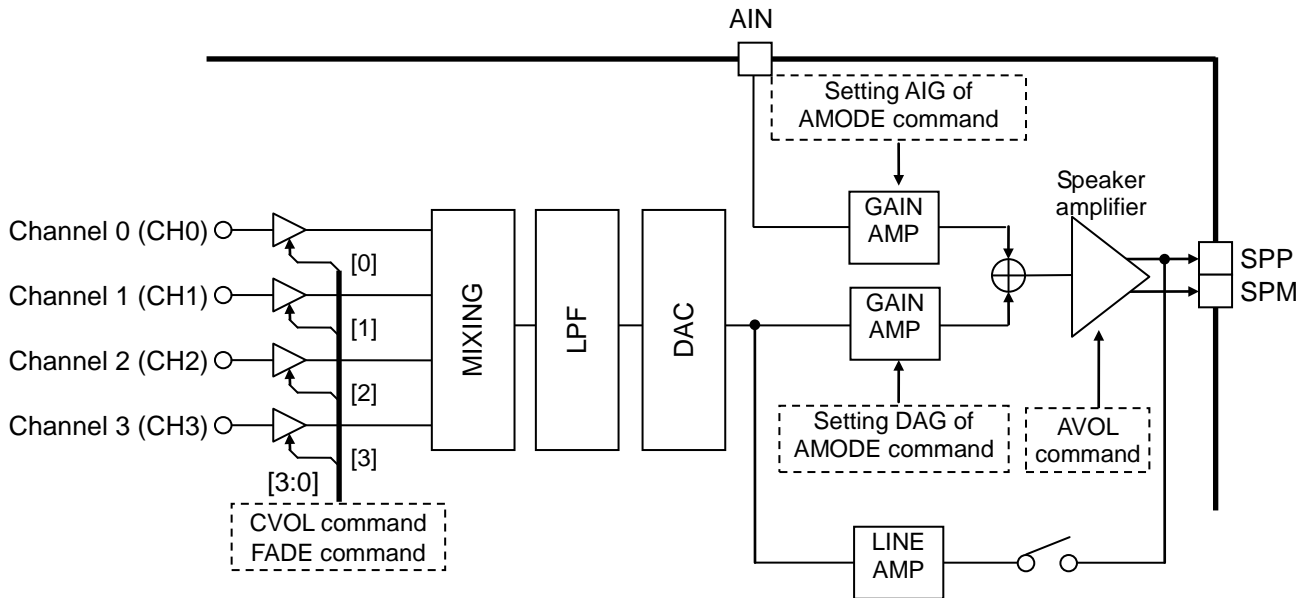 AIN
Setting AIG of
AMODE command
Speaker
amplifier
GAIN
AMP
Channel 0 (CH0)
[0]
SPP
Channel 1 (CH1)
SPM
[1]
GAIN
AMP
MIXING
LPF
DAC
Channel 2 (CH2)
[2]
Channel 3 (CH3)
[3]
[3:0]
Setting DAG of
AMODE command
AVOL
command
CVOL command
FADE command
LINE
AMP